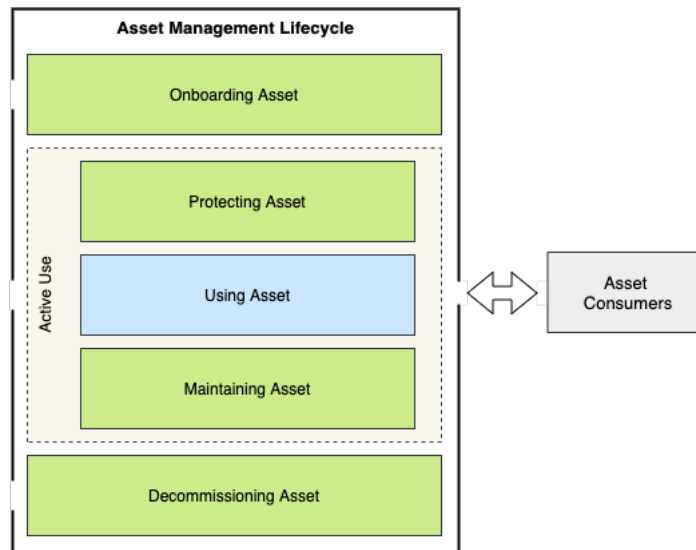 Asset Management Lifecycle
Onboarding Asset
Active Use
Protecting Asset
Using Asset
Maintaining Asset
Decommissioning Asset
Asset
Consumers